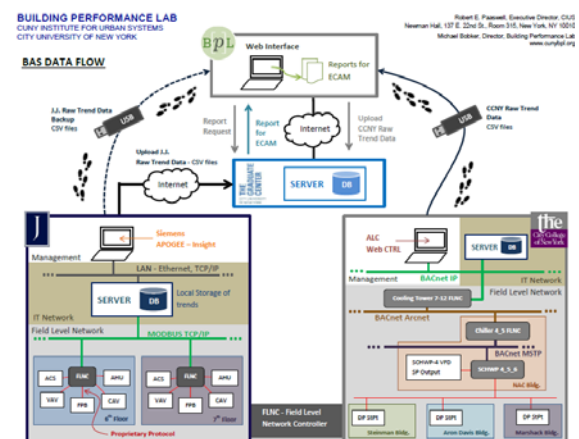 BUILDING PERFORMANCE LAB
CUNY INSTITUTE FOR URBAN SYSTEMS
CITY UNIVERSITY OF NEW YORK
Robert E. Paaswell, Executive Director, CIUS
Newman Hall, 137 E. 22nd St., Room 315, New York, NY 10010
Michael Bobker, Director, Building Performance Lab
www.cunybpl.org
BAS DATA FLOW
BpL
Web Interface
Reports for
ECAM
J.J. Raw Trend Data
Backup
CSV files
USB
USB
CCNY Raw Trend
Data
CSV files
Report
Request
Report
for
ECAM
Internet
Upload
CCNY Raw
Trend Data
Upload J.J.
Raw Trend Data - CSV files
Internet
THE
GRADUATE
CENTER
SERVER
DB
J
Siemens
APOGEE – Insight
Management
LAN - Ethernet, TCP/IP
SERVER
DB
Local Storage of
trends
IT Network
Field Level Network
MODBUS TCP/IP
ACS
FLNC
AHU
VAV
FPB
CAV
6th Floor
ACS
FLNC
AHU
VAV
FPB
CAV
7th Floor
Proprietary Protocol
FLNC - Field Level
Network Controller
the
City College
of New York
ALC
Web CTRL
SERVER
DB
Management
BACnet IP
IT Network
Field Level Network
Cooling Tower 7-12 FLNC
BACnet Arcnet
Chiller 4_5 FLNC
BACnet MSTP
SCHWP-4 VFD
SP Output
SCHWP 4_5_6
NAC Bldg.
DP SEPt
DP SEPt
DP SEPt
Steinman Bldg.
Aron Davis Bldg.
Marshack Bldg.